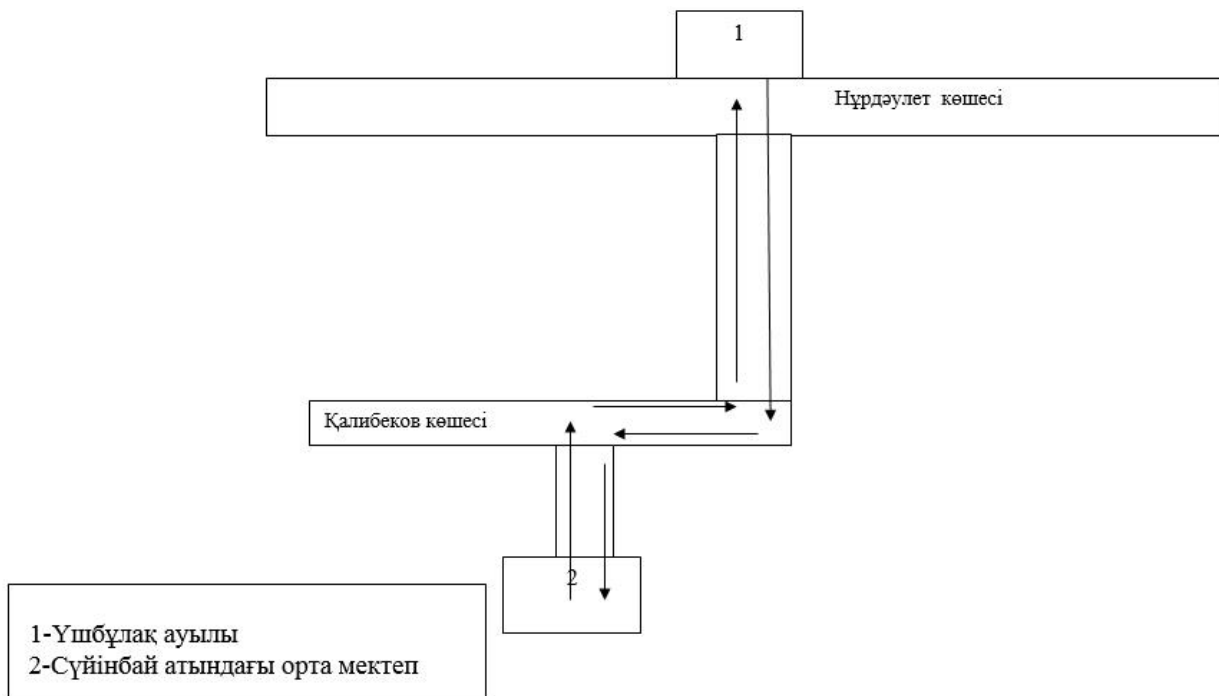 1
Нұрдәулет көшесі
Қалибеков көшесі
2
1-Үшбұлақ ауылы
2-Сүйінбай атындағы орта мектеп